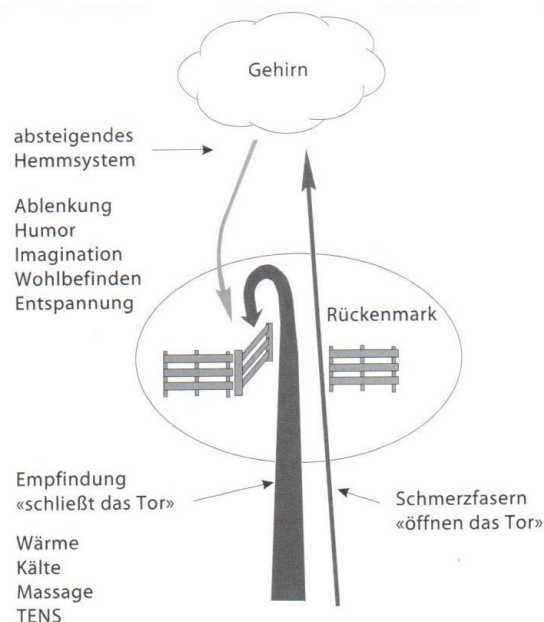 Gehirn
absteigendes
Hemmsystem
Ablenkung
Humor
Imagination
Wohlbefinden
Entspannung
Rückenmark
Empfindung
«schließt das Tor»
Wärme
Kälte
Massage
TENS
Schmerzfasern
«öffnen das Tor»